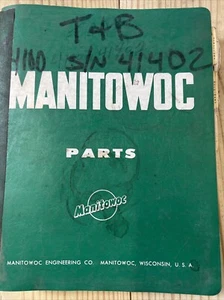 T&B
4100 S/N 41402
MANITOWOC
PARTS
Manitowoc
MANITOWOC ENGINEERING CO. MANITOWOC, WISCONSIN, U. S. A.